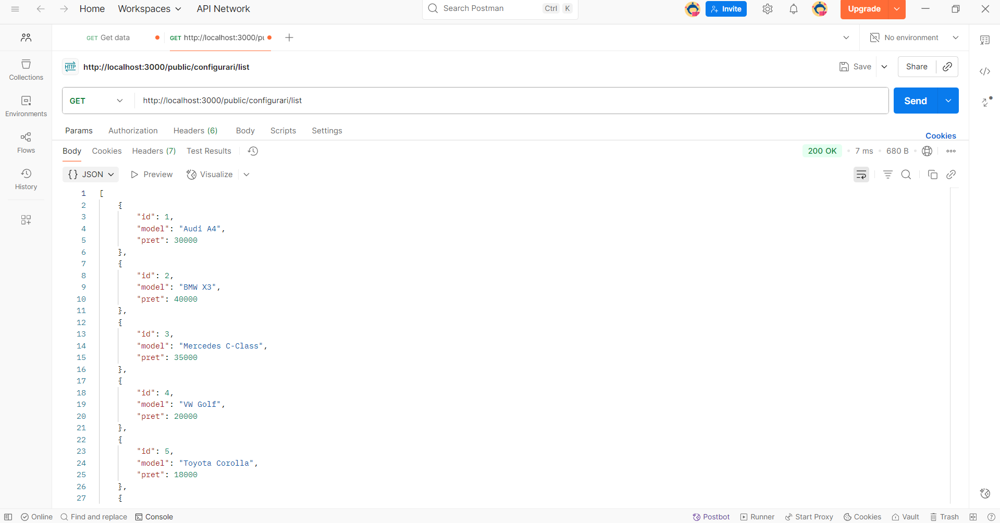 Home Workspaces API Network Search Postman Ctrl K Invite Upgrade
GET Get data GET http://localhost:3000/pu No environment
HTTP http://localhost:3000/public/configurari/list Save Share
GET http://localhost:3000/public/configurari/list Send
Params Authorization Headers (6) Body Scripts Settings
Cookies
Body Cookies Headers (7) Test Results 200 OK 7 ms 680 B
{} JSON Preview Visualize
Collections
Environments
Flows
History
1 [
2 {
3 "id": 1,
4 "model": "Audi A4",
5 "pret": 30000
6 },
7 {
8 "id": 2,
9 "model": "BMW X3",
10 "pret": 40000
11 },
12 {
13 "id": 3,
14 "model": "Mercedes C-Class",
15 "pret": 35000
16 },
17 {
18 "id": 4,
19 "model": "VW Golf",
20 "pret": 20000
21 },
22 {
23 "id": 5,
24 "model": "Toyota Corolla",
25 "pret": 18000
26 },
27 {
Online Find and replace Console Postbot Runner Start Proxy Cookies Vault Trash